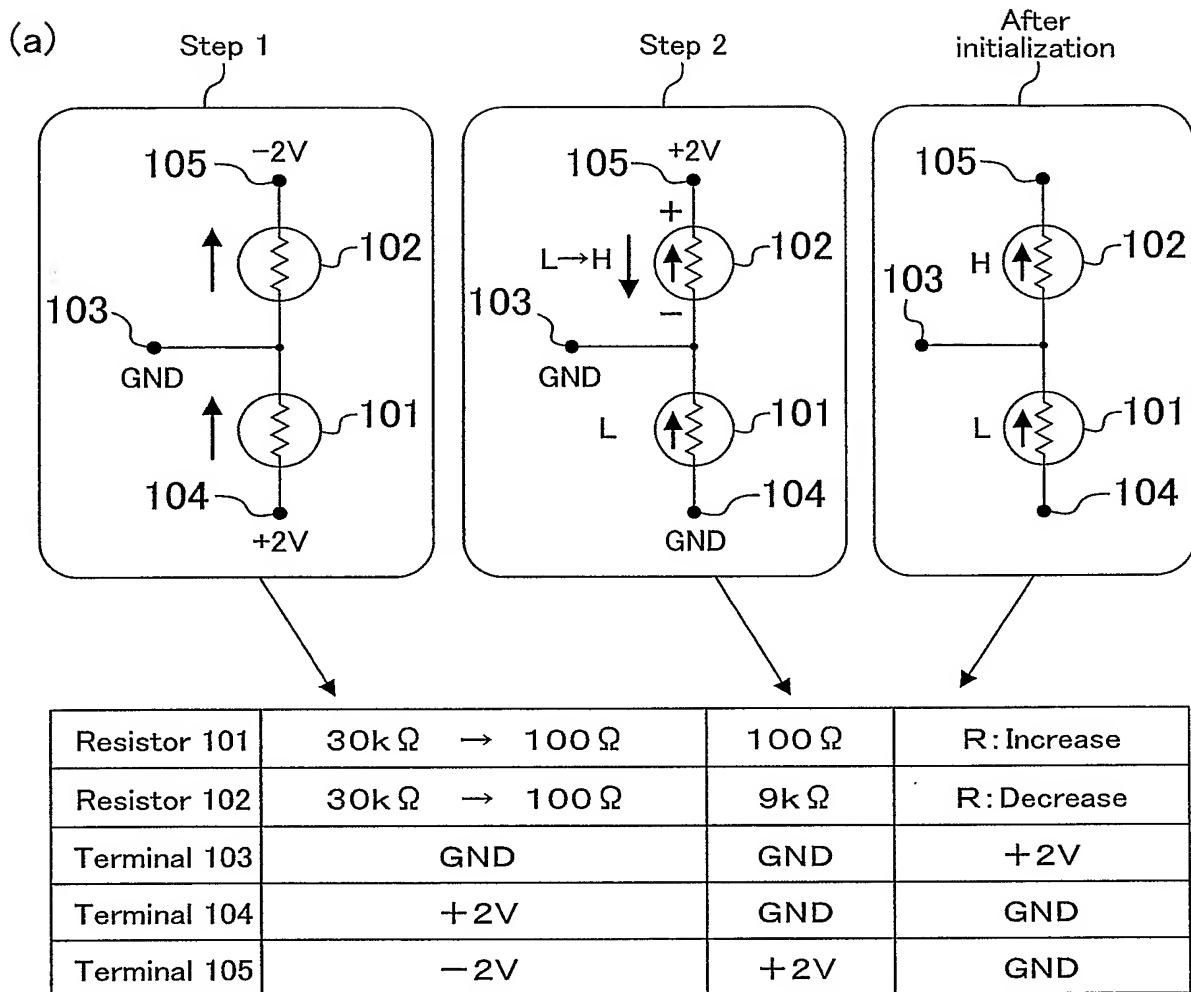 (a)
Step 1
Step 2
After
initialization
−2V
105
102
103
GND
101
104
+2V
+2V
105
+
L→H
102
−
103
GND
L
101
104
GND
105
H
102
103
L
101
104
Resistor 101 30kΩ → 100Ω 100Ω R:Increase
Resistor 102 30kΩ → 100Ω 9kΩ R:Decrease
Terminal 103 GND GND +2V
Terminal 104 +2V GND GND
Terminal 105 −2V +2V GND